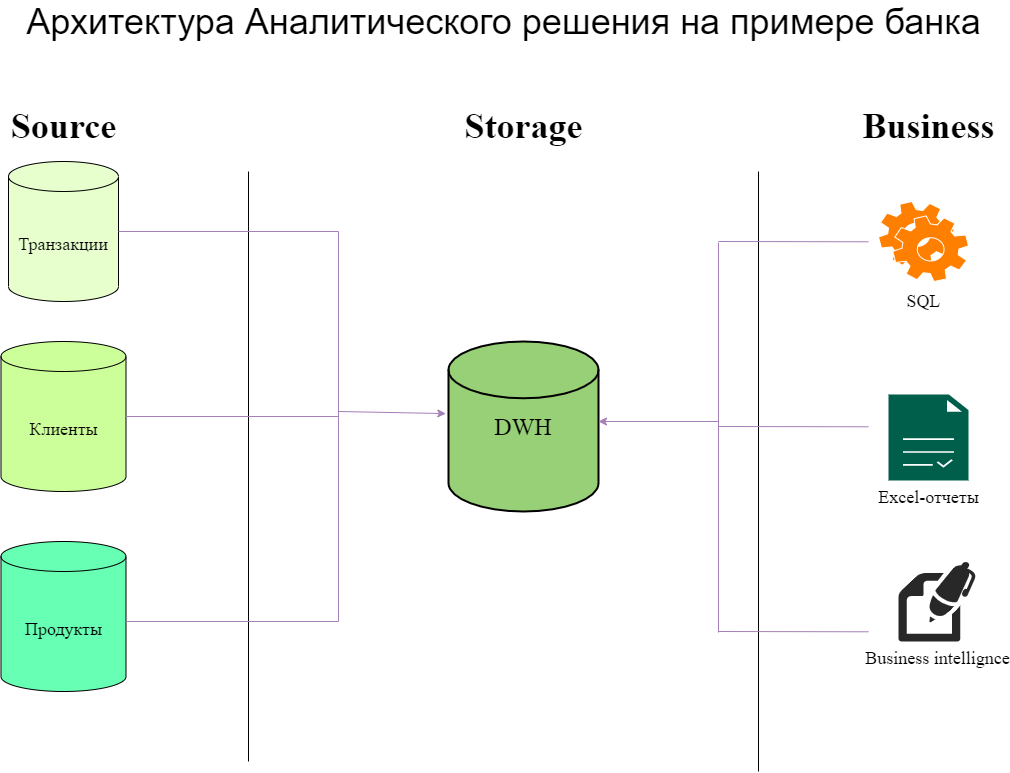 Архитектура Аналитического решения на примере банка
Source
Storage
Business
Транзакции
SQL
Клиенты
DWH
Excel-отчеты
Продукты
Business intellignce